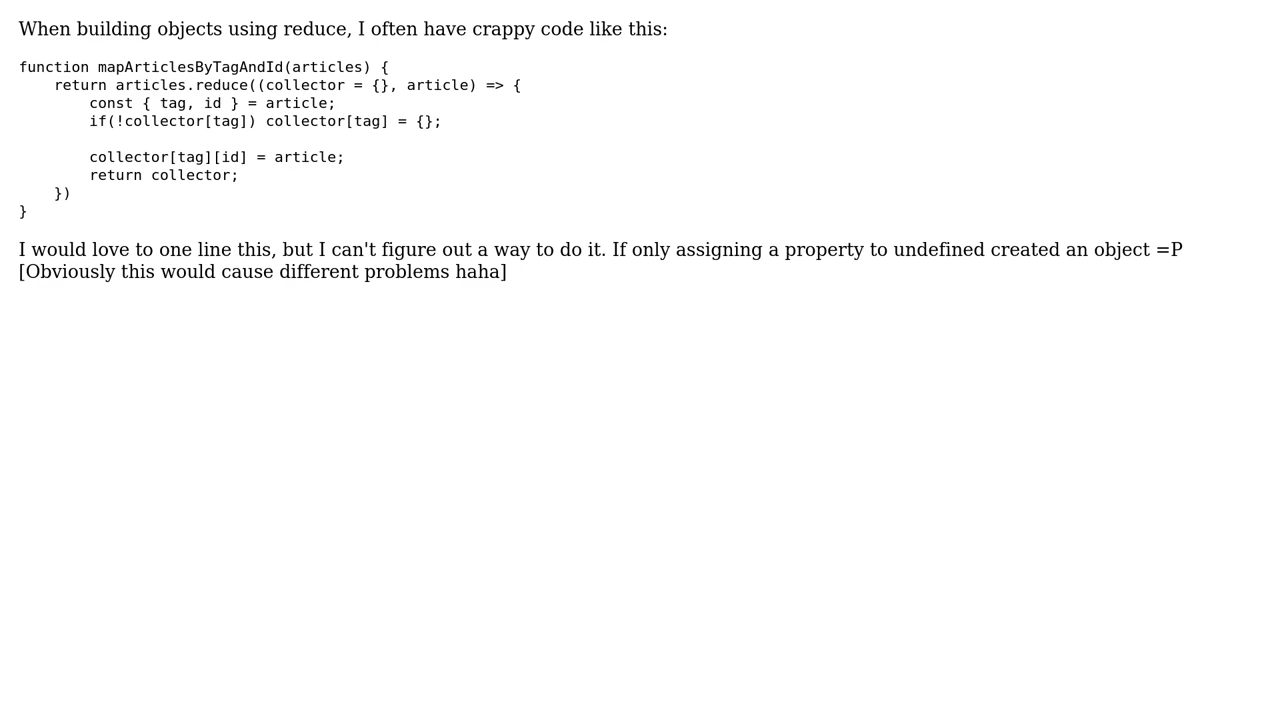 When building objects using reduce, I often have crappy code like this:
function mapArticlesByTagAndId(articles) {
    return articles.reduce((collector = {}, article) => {
        const { tag, id } = article;
        if(!collector[tag]) collector[tag] = {};

        collector[tag][id] = article;
        return collector;
    })
}
I would love to one line this, but I can't figure out a way to do it. If only assigning a property to undefined created an object =P
[Obviously this would cause different problems haha]